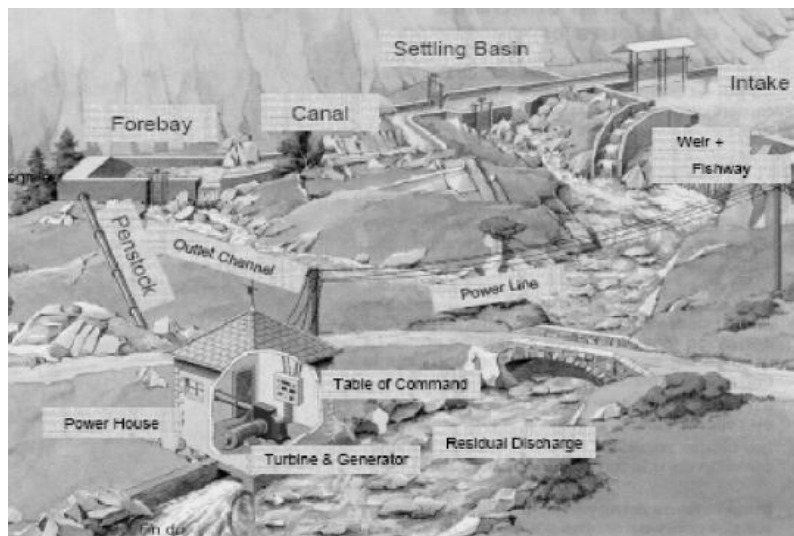 Settling Basin
Intake
Canal
Forebay
Weir +
Fishway
Penstock
Outlet Channel
Power Line
Table of Command
Power House
Residual Discharge
Turbine & Generator